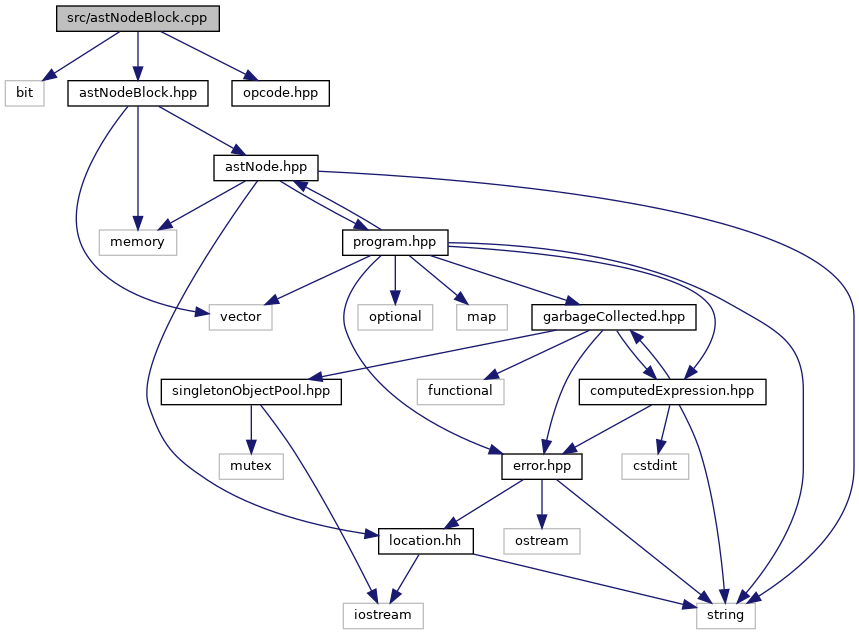 src/astNodeBlock.cpp
bit
astNodeBlock.hpp
opcode.hpp
astNode.hpp
memory
program.hpp
vector
optional
map
garbageCollected.hpp
singletonObjectPool.hpp
functional
computedExpression.hpp
mutex
error.hpp
cstdint
location.hh
ostream
iostream
string